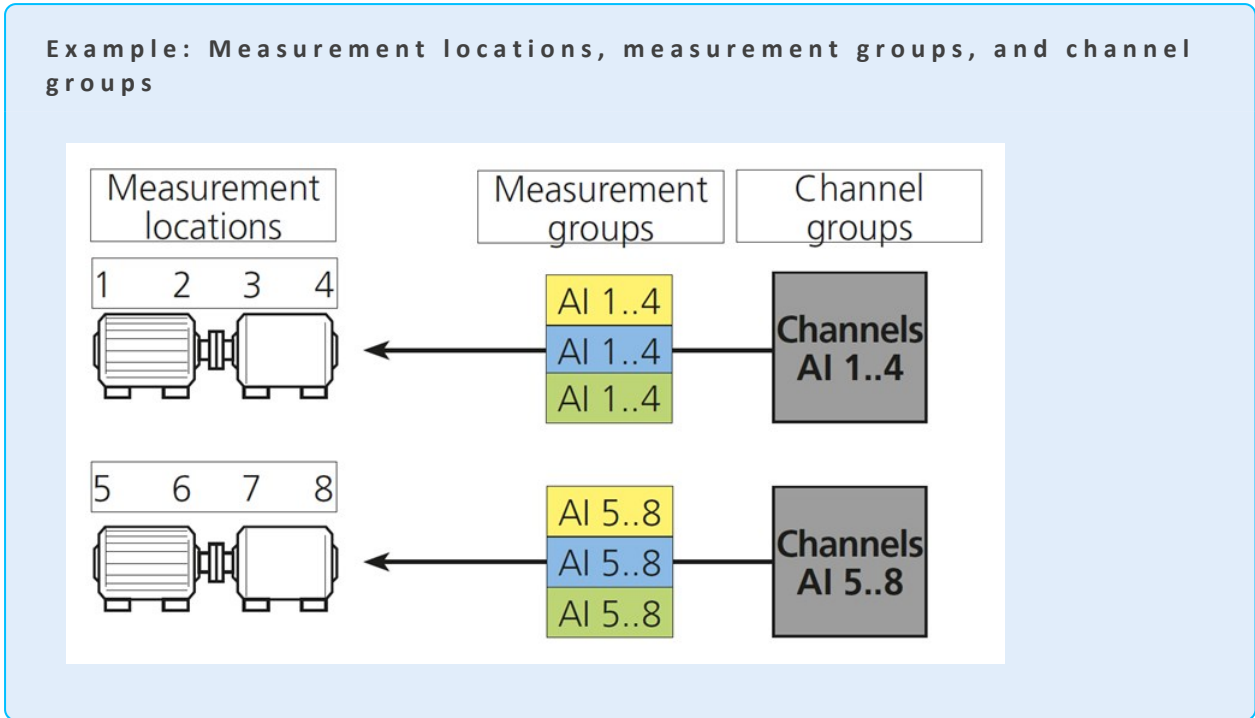 Example: Measurement locations, measurement groups, and channel
groups
Measurement
locations
Measurement
groups
Channel
groups
1 2 3 4
AI 1..4
AI 1..4
AI 1..4
Channels
AI 1..4
5 6 7 8
AI 5..8
AI 5..8
AI 5..8
Channels
AI 5..8